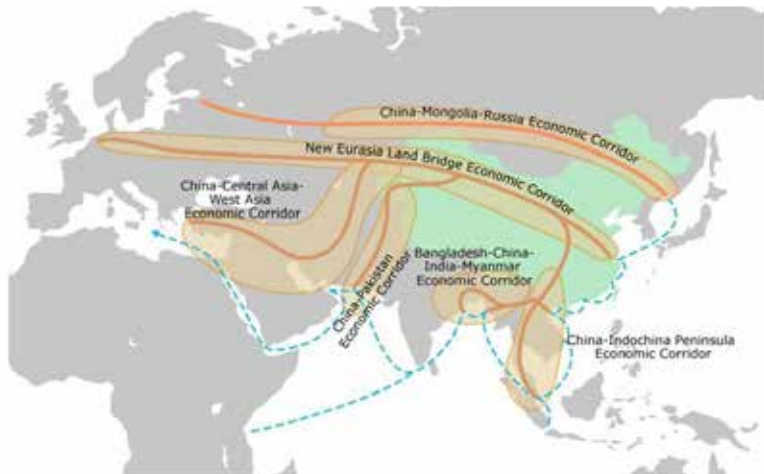 China-Mongolia-Russia Economic Corridor
New Eurasia Land Bridge Economic Corridor
China-Central Asia-
West Asia
Economic Corridor
China-Pakistan
Economic Corridor
Bangladesh-China-
India-Myanmar
Economic Corridor
China-Indochina Peninsula
Economic Corridor